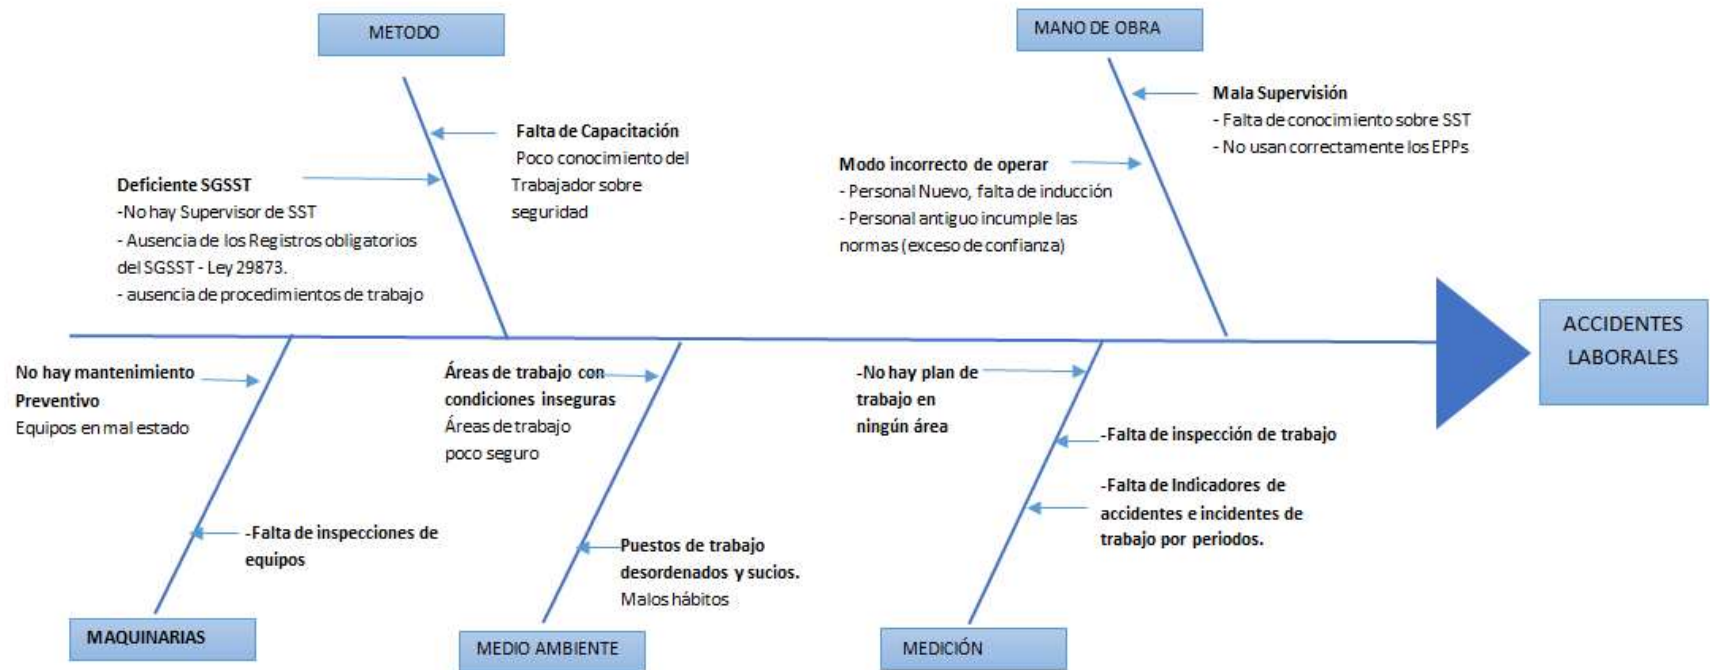 METODO
MANO DE OBRA
Mala Supervisión
- Falta de conocimiento sobre SST
- No usan correctamente los EPPs
Falta de Capacitación
Poco conocimiento del
Trabajador sobre
seguridad
Modo incorrecto de operar
- Personal Nuevo, falta de inducción
- Personal antiguo incumple las
normas (exceso de confianza)
Deficiente SGSST
-No hay Supervisor de SST
- Ausencia de los Registros obligatorios
del SGSST - Ley 29873.
- ausencia de procedimientos de trabajo
ACCIDENTES
LABORALES
No hay mantenimiento
Preventivo
Equipos en mal estado
Áreas de trabajo con
condiciones inseguras
Áreas de trabajo
poco seguro
-No hay plan de
trabajo en
ningún área
-Falta de inspección de trabajo
-Falta de Indicadores de
accidentes e incidentes de
trabajo por periodos.
-Falta de inspecciones de
equipos
Puestos de trabajo
desordenados y sucios.
Malos hábitos
MAQUINARIAS
MEDIO AMBIENTE
MEDICIÓN